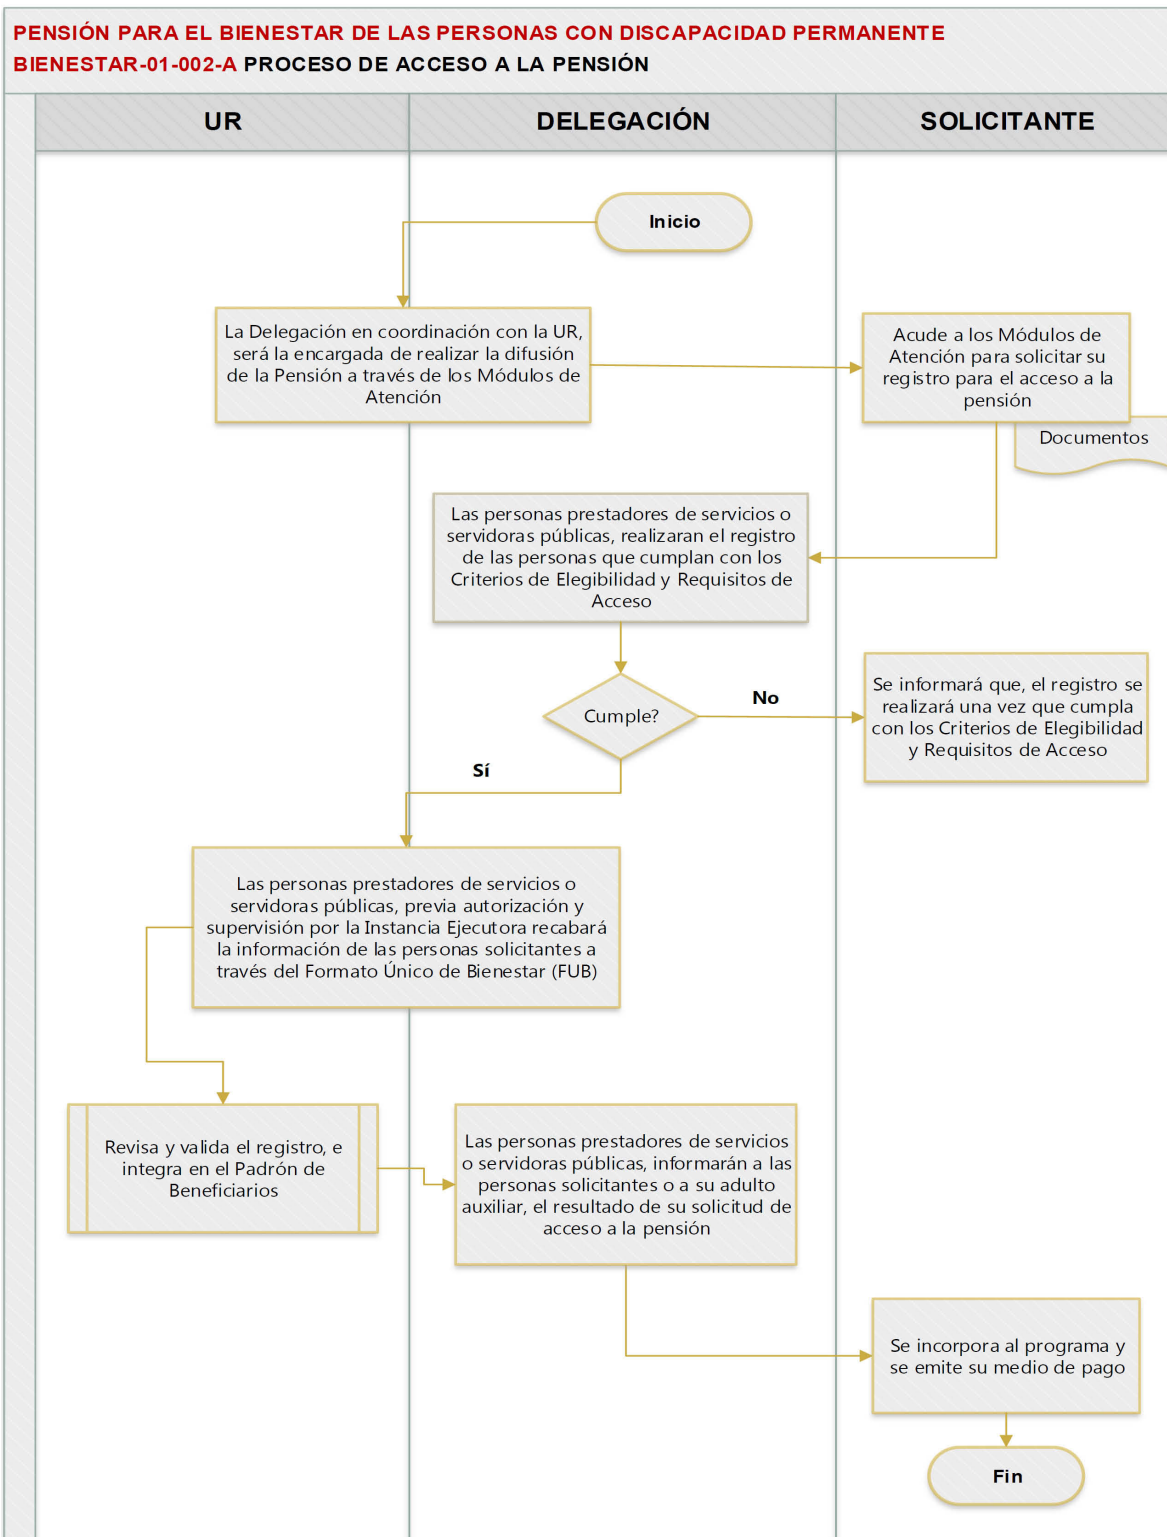 PENSIÓN PARA EL BIENESTAR DE LAS PERSONAS CON DISCAPACIDAD PERMANENTE
BIENESTAR-01-002-A PROCESO DE ACCESO A LA PENSIÓN
UR
DELEGACIÓN
SOLICITANTE
Inicio
La Delegación en coordinación con la UR,
será la encargada de realizar la difusión
de la Pensión a través de los Módulos de
Atención
Acude a los Módulos de
Atención para solicitar su
registro para el acceso a la
pensión
Documentos
Las personas prestadores de servicios o
servidoras públicas, realizaran el registro
de las personas que cumplan con los
Criterios de Elegibilidad y Requisitos de
Acceso
Cumple?
No
Se informará que, el registro se
realizará una vez que cumpla
con los Criterios de Elegibilidad
y Requisitos de Acceso
Sí
Las personas prestadores de servicios o
servidoras públicas, previa autorización y
supervisión por la Instancia Ejecutora recabará
la información de las personas solicitantes a
través del Formato Único de Bienestar (FUB)
Revisa y valida el registro, e
integra en el Padrón de
Beneficiarios
Las personas prestadores de servicios
o servidoras públicas, informarán a las
personas solicitantes o a su adulto
auxiliar, el resultado de su solicitud de
acceso a la pensión
Se incorpora al programa y
se emite su medio de pago
Fin